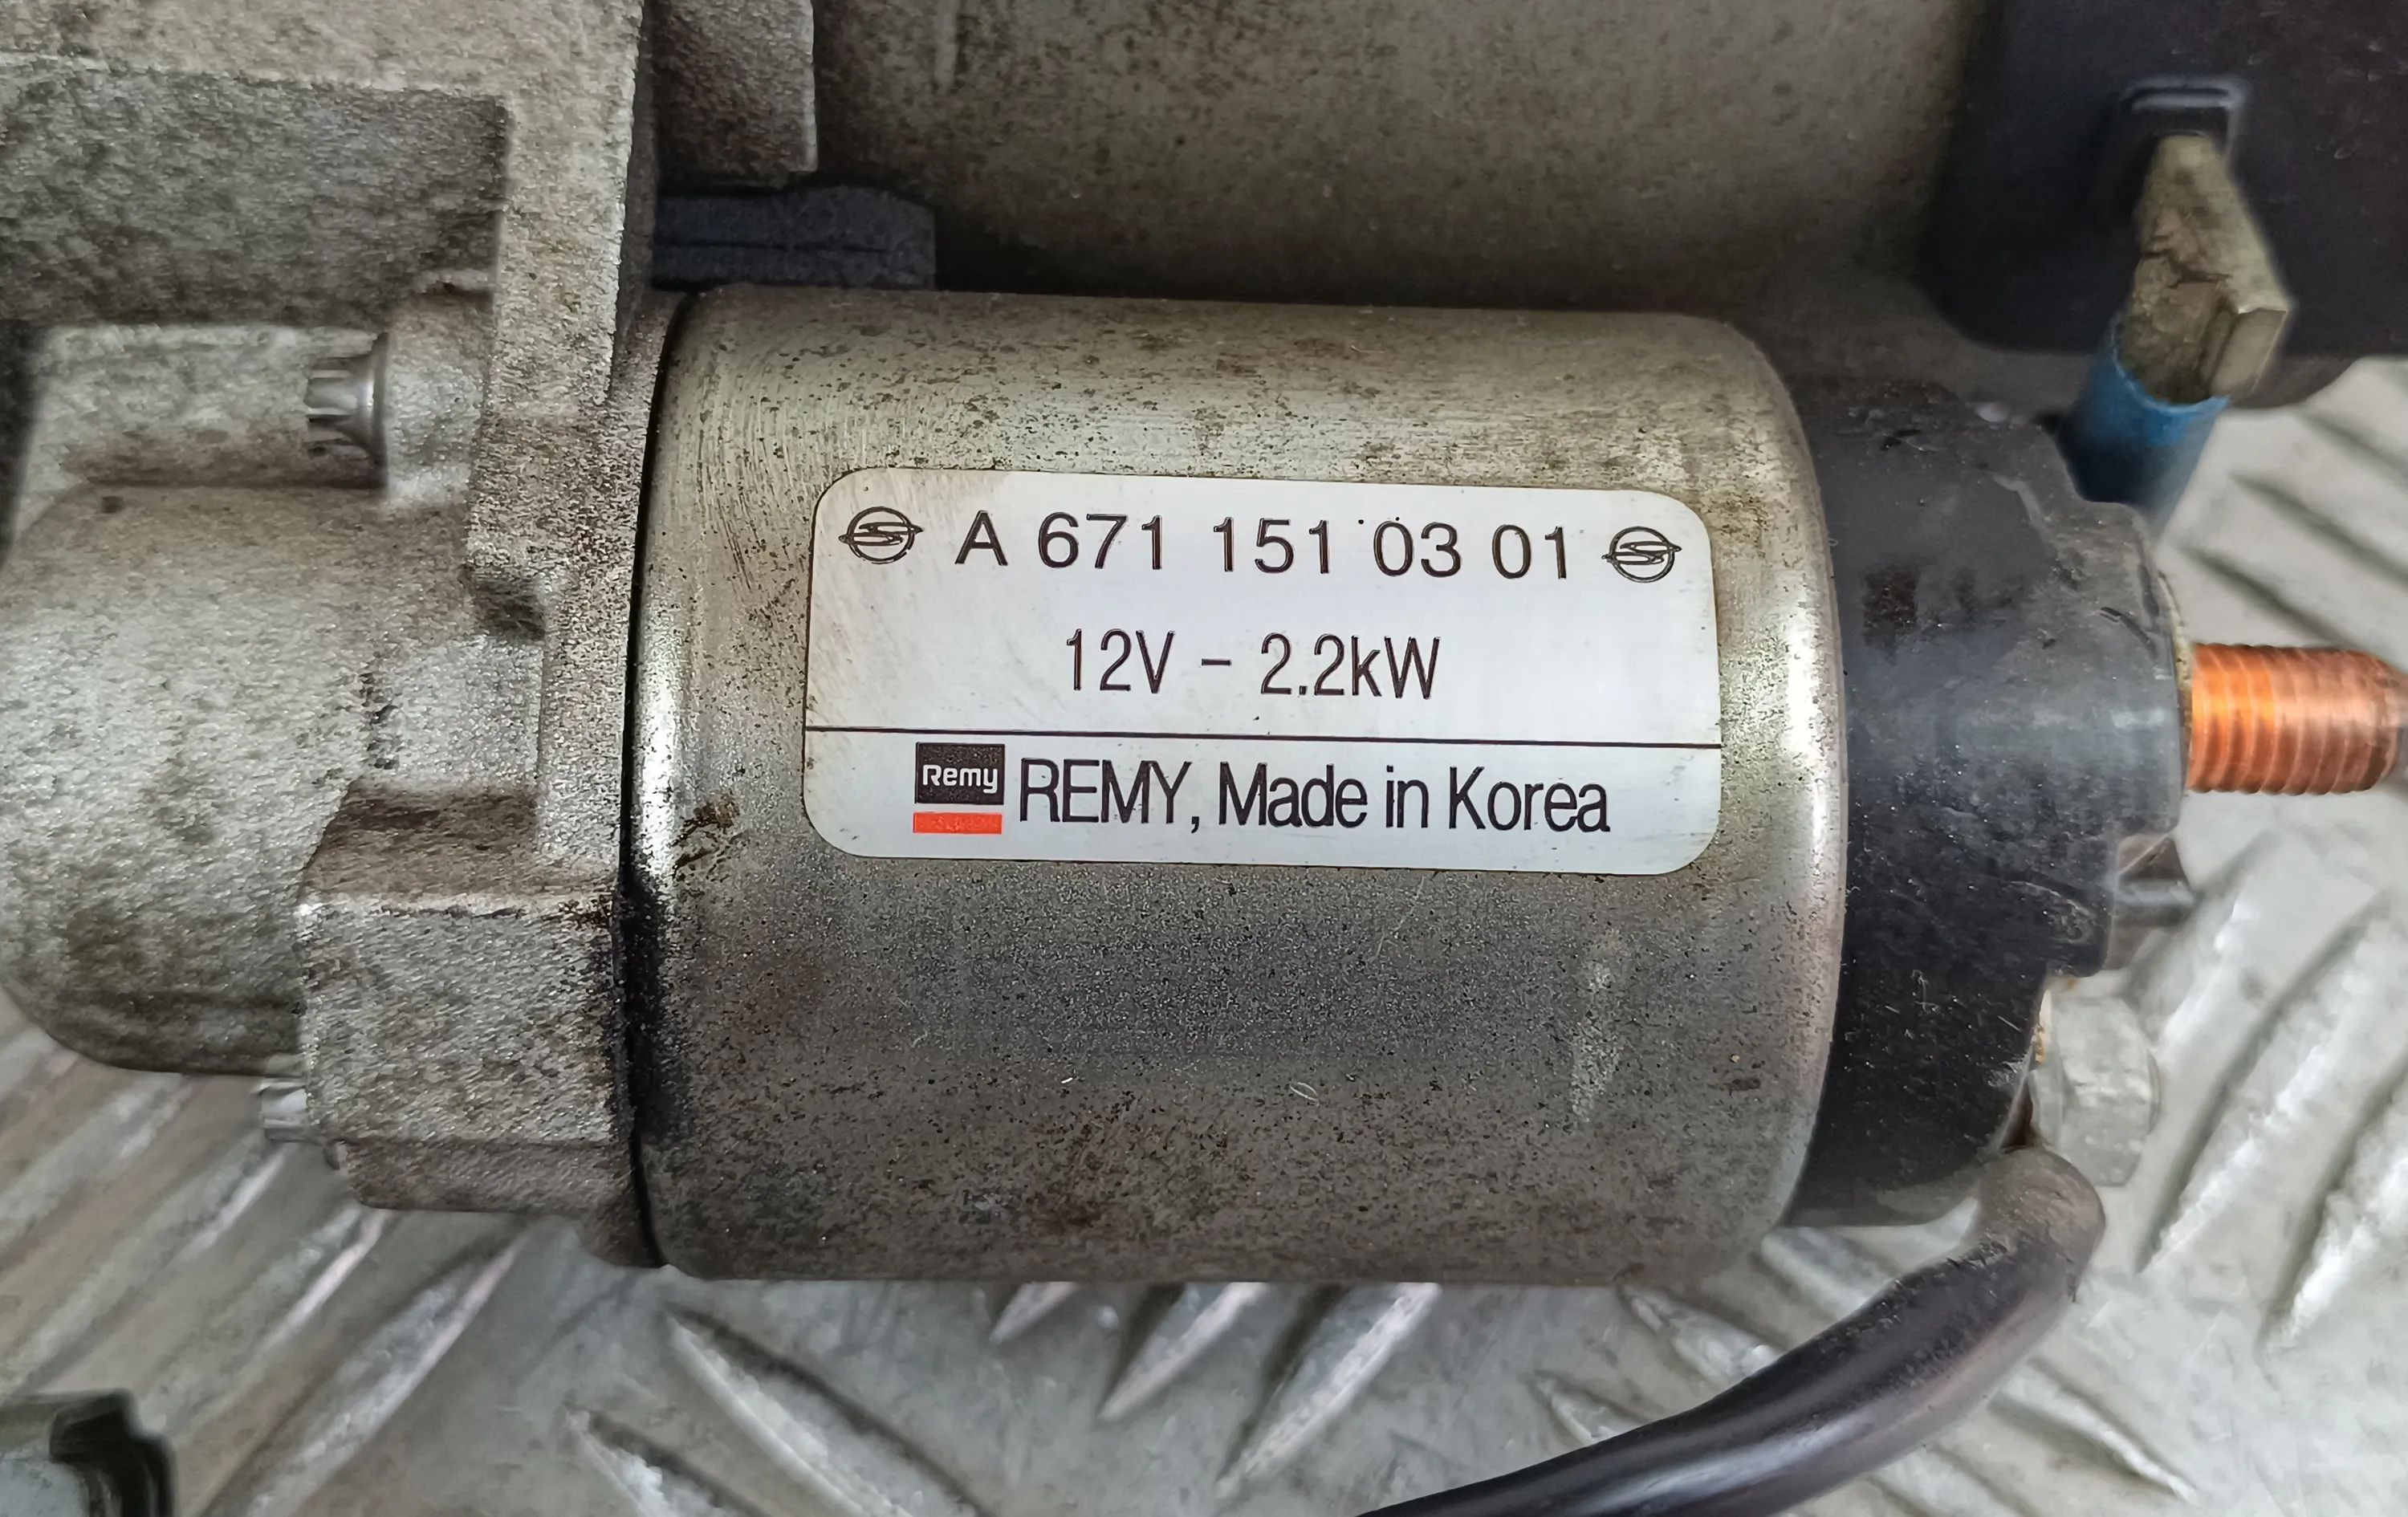 A 671 151 03 01
12V - 2.2kW
Remy REMY, Made in Korea